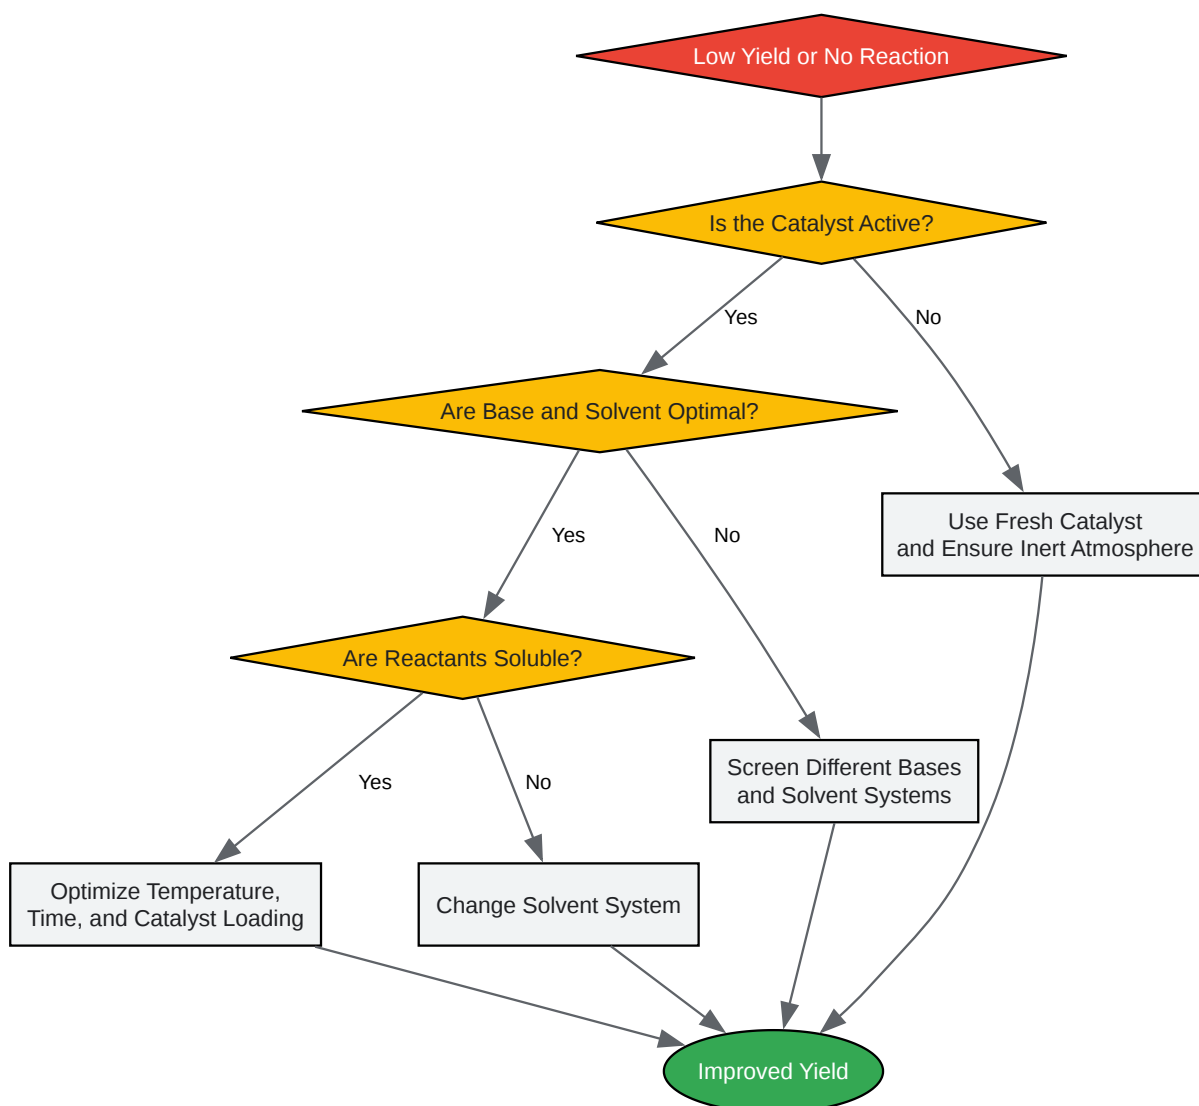 Low Yield or No Reaction
Is the Catalyst Active?
Yes
No
Are Base and Solvent Optimal?
Use Fresh Catalyst
and Ensure Inert Atmosphere
Yes
No
Are Reactants Soluble?
Screen Different Bases
and Solvent Systems
Yes
No
Optimize Temperature,
Time, and Catalyst Loading
Change Solvent System
Improved Yield